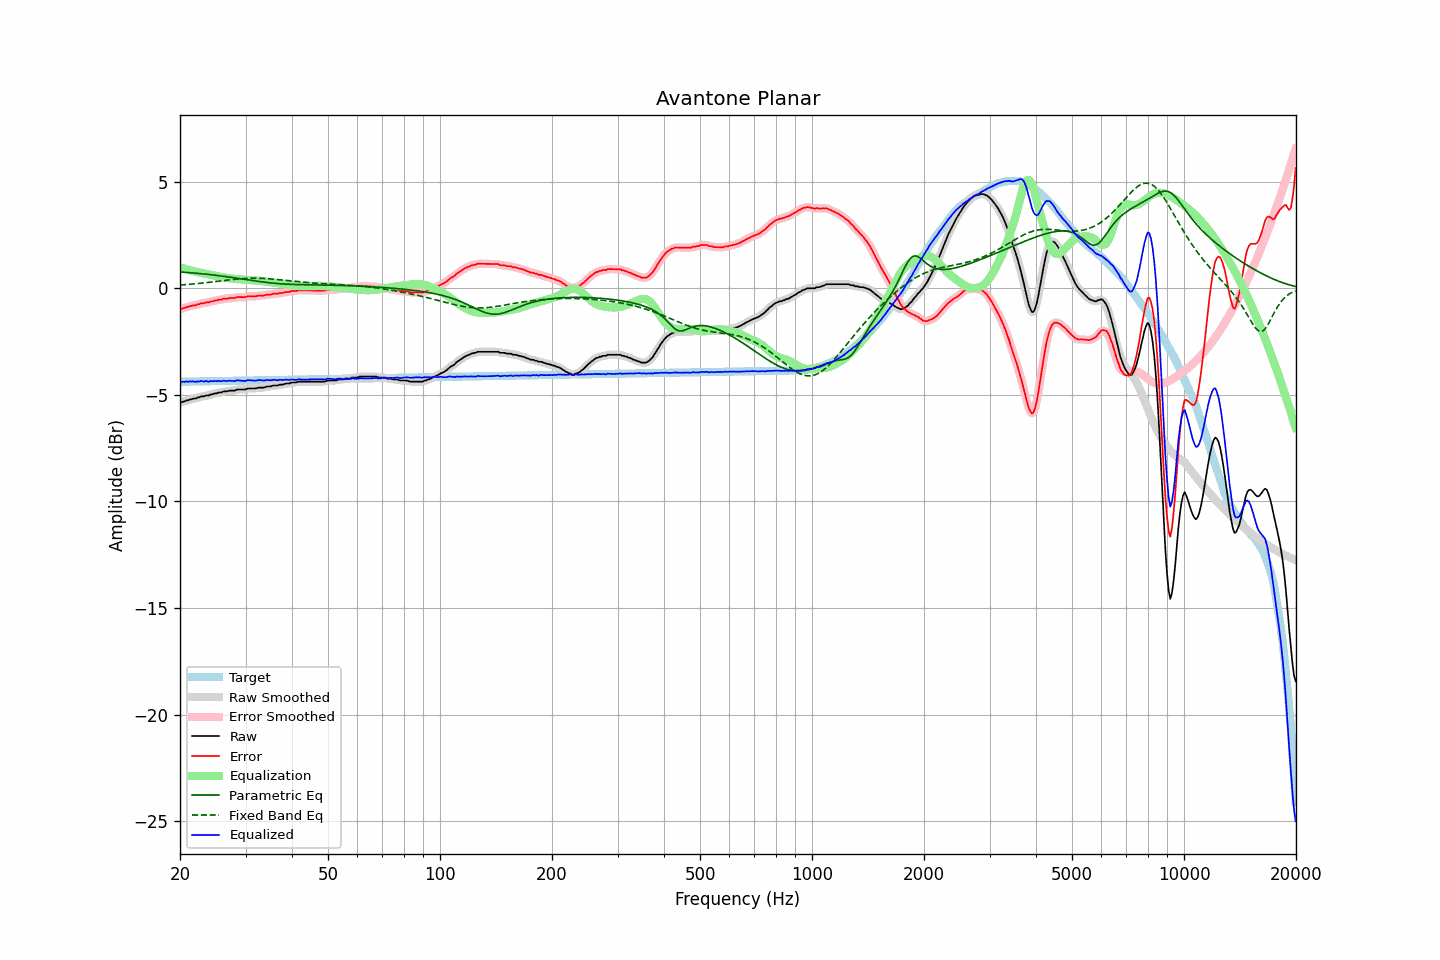 Avantone Planar
Amplitude (dBr)
5
0
−5
−10
−15
−20
−25
Target
Raw Smoothed
Error Smoothed
Raw
Error
Equalization
Parametric Eq
Fixed Band Eq
Equalized
20 50 100 200 500 1000 2000 5000 10000 20000
Frequency (Hz)